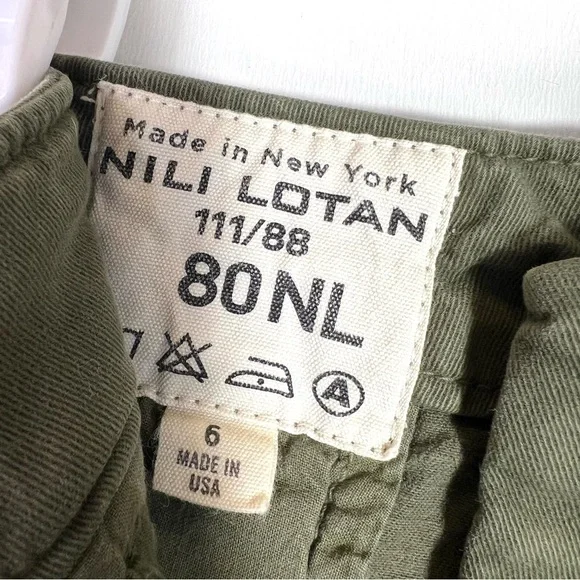 Made in New York
NILI LOTAN
111/88
80NL
A
6
MADE IN
USA